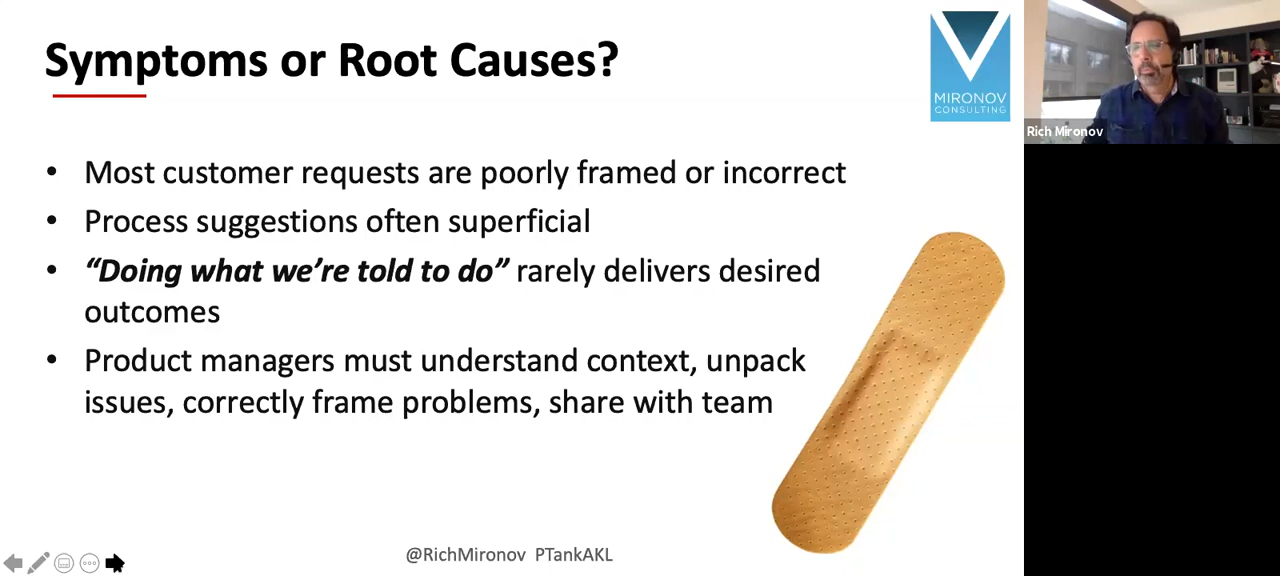 Symptoms or Root Causes?
MIRONOV
CONSULTING
Rich Mironov
• Most customer requests are poorly framed or incorrect
• Process suggestions often superficial
• “Doing what we’re told to do” rarely delivers desired
outcomes
• Product managers must understand context, unpack
issues, correctly frame problems, share with team
@RichMironov PTankAKL